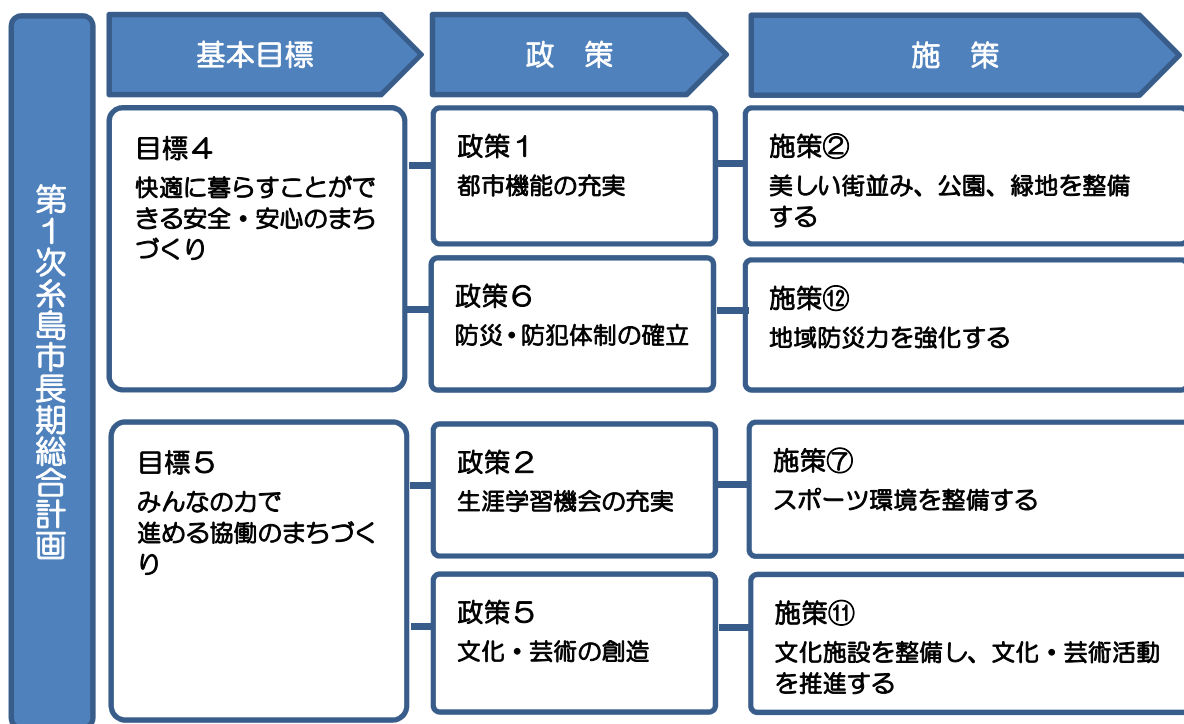 第1次糸島市長期総合計画
基本目標
政　策
施　策
目標４
快適に暮らすことがで
きる安全・安心のまち
づくり
政策１
都市機能の充実
施策②
美しい街並み、公園、緑地を整備
する
政策６
防災・防犯体制の確立
施策⑫
地域防災力を強化する
目標５
みんなの力で
進める協働のまちづく
り
政策２
生涯学習機会の充実
施策⑦
スポーツ環境を整備する
政策５
文化・芸術の創造
施策⑪
文化施設を整備し、文化・芸術活動
を推進する